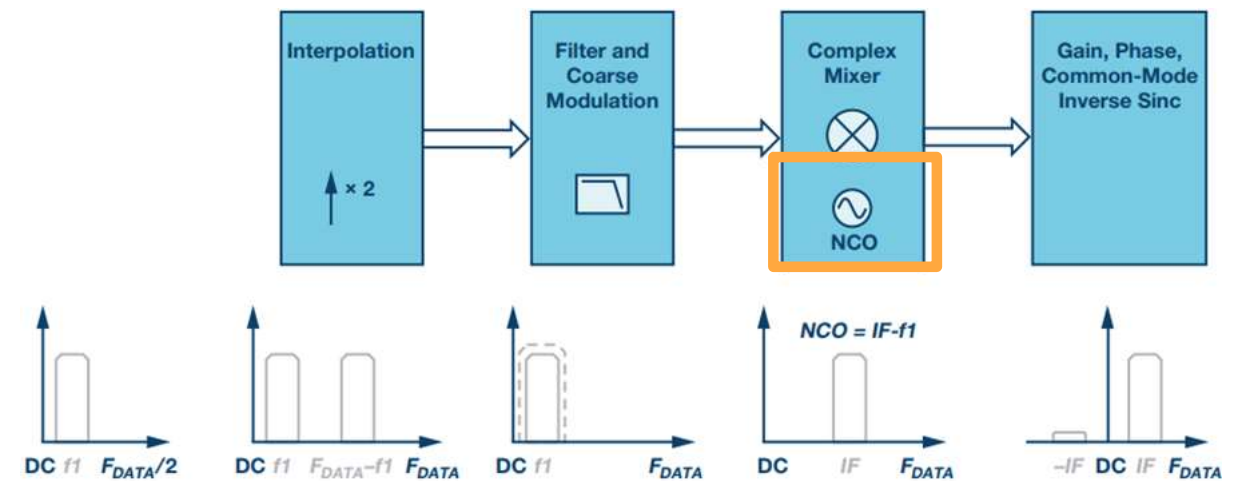 Interpolation
× 2
Filter and
Coarse
Modulation
Complex
Mixer
NCO
Gain, Phase,
Common-Mode
Inverse Sinc
DC f1 FDATA/2
DC f1 FDATA–f1 FDATA
DC f1 FDATA
NCO = IF-f1
DC IF FDATA
–IF DC IF FDATA